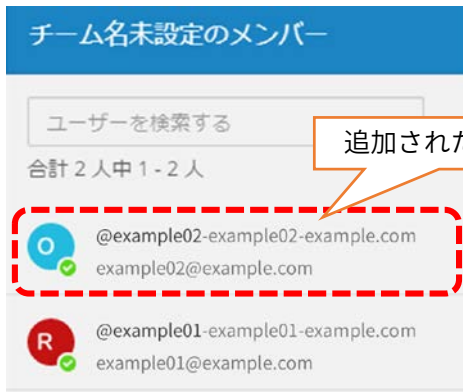 チーム名未設定のメンバー
ユーザーを検索する
追加された
合計 2 人中 1 - 2 人
O
@example02-example02-example.com
example02@example.com
R
@example01-example01-example.com
example01@example.com